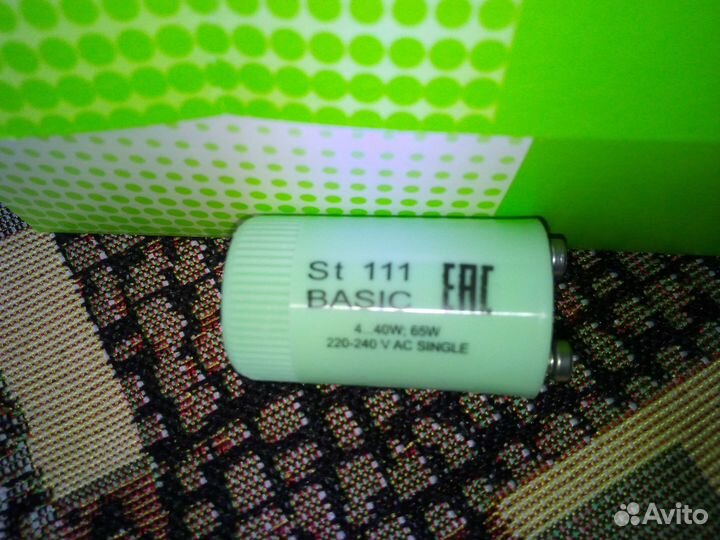 St 111 EAC
BASIC
4...40W; 65W
220-240 V AC SINGLE
Avito